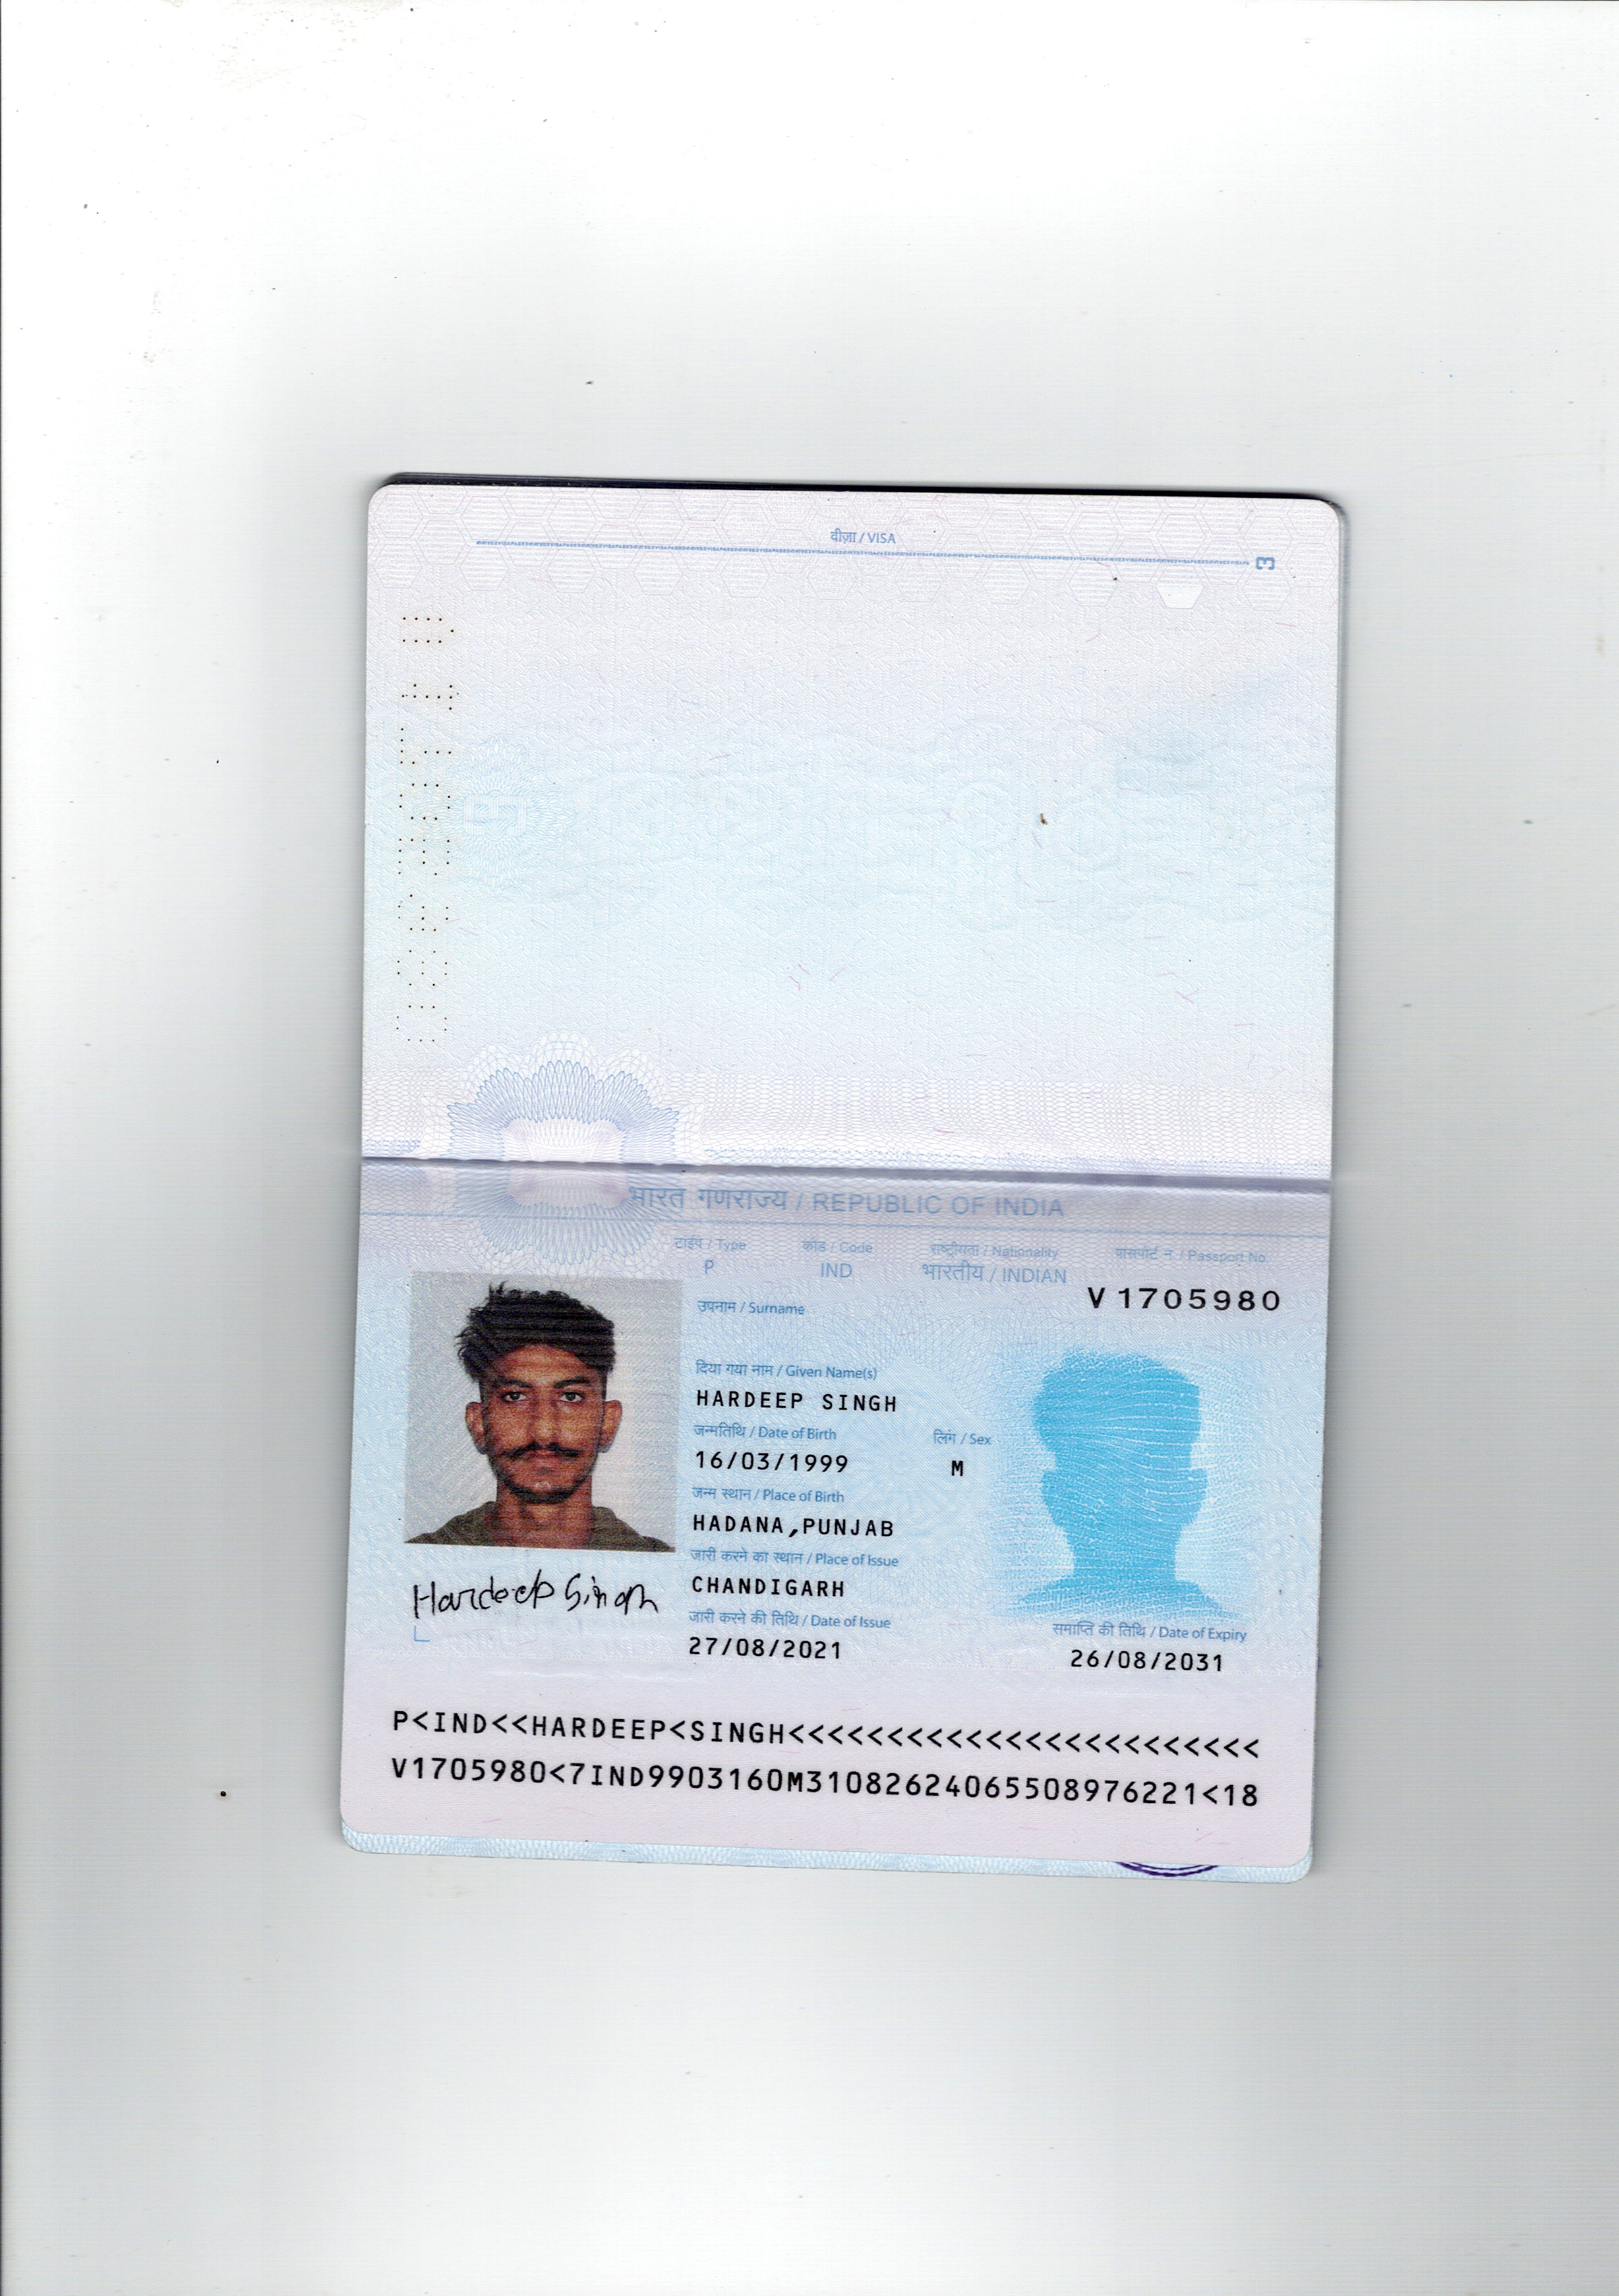 वीज़ा / VISA
3
भारत गणराज्य / REPUBLIC OF INDIA
टाईप / Type
कोड / Code
राष्ट्रीयता / Nationality
पासपोर्ट न. / Passport No.
P
IND
भारतीय / INDIAN
V 1705980
उपनाम / Surname
दिया गया नाम / Given Name(s)
HARDEEP SINGH
जन्मतिथि / Date of Birth
लिंग / Sex
16/03/1999
M
जन्म स्थान / Place of Birth
HADANA,PUNJAB
जारी करने का स्थान / Place of Issue
CHANDIGARH
Hardeep Singh
जारी करने की तिथि / Date of Issue
समाप्ति की तिथि / Date of Expiry
27/08/2021
26/08/2031
P<IND<<HARDEEP<SINGH<<<<<<<<<<<<<<<<<<<<<<<<
V1705980<7IND9903160M31082624065508976221<18